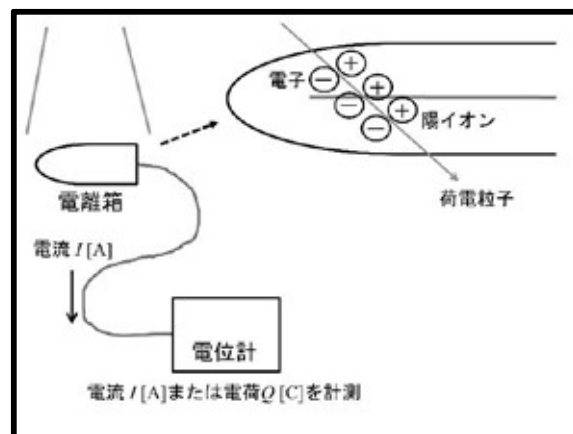 電子
陽イオン
荷電粒子
電離箱
電流 I [A]
電位計
電流 I [A]または電荷Q [C]を計測